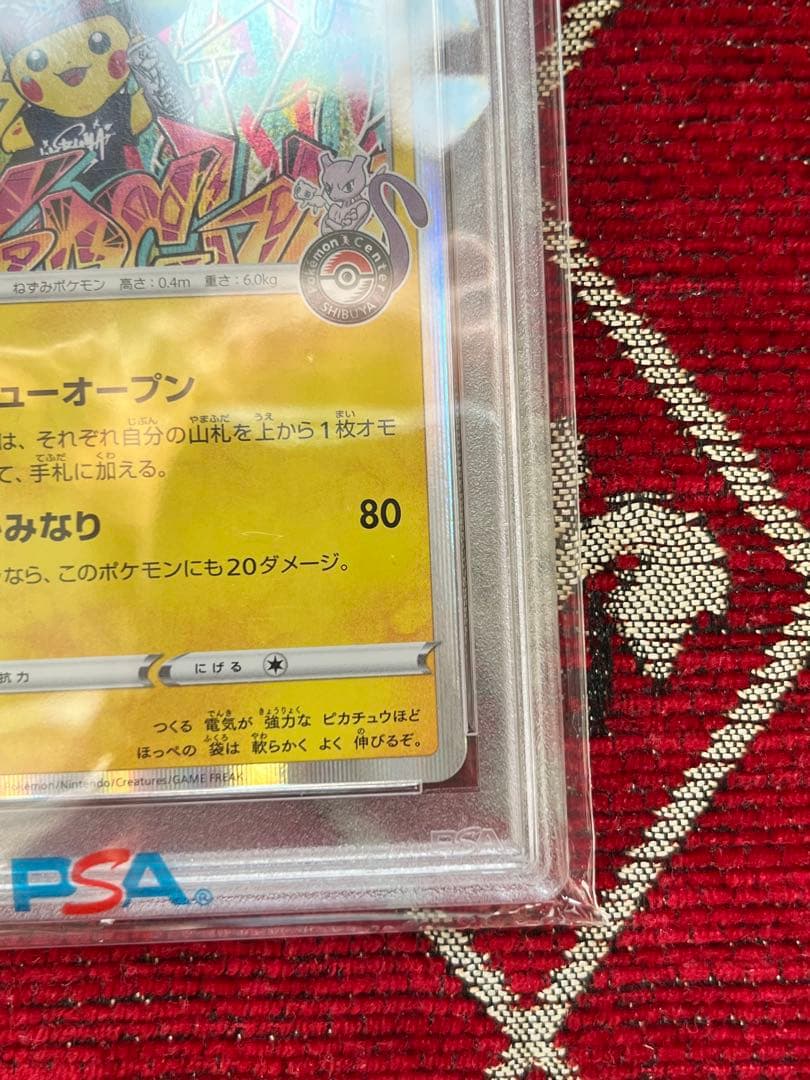 ねずみポケモン 高さ:0.4m 重さ:6.0kg
Pokémon Center
SHIBUYA
ューオープン
は、それぞれ自分の山札を上から1枚オモ
て、手札に加える。
みなり 80
なら、このポケモンにも20ダメージ。
抗力 にげる
つくる 電気が 強力な ピカチュウほど
ほっぺの 袋は 軟らかく よく 伸びるぞ。
Pokémon/Nintendo/Creatures/GAME FREAK
PSA
PSA®